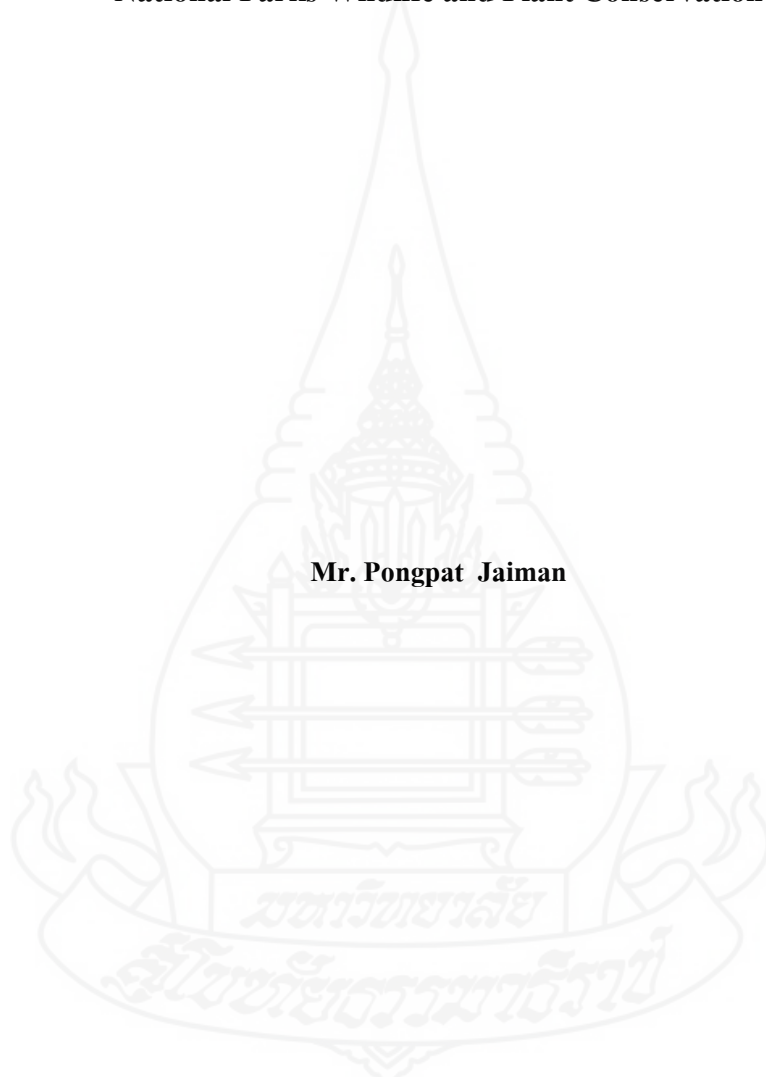 National Parks Wildlife and Plant Conservation
Mr. Pongpat Jaiman
มหาวิทยาลัย
สุโขทัยธรรมาธิราช